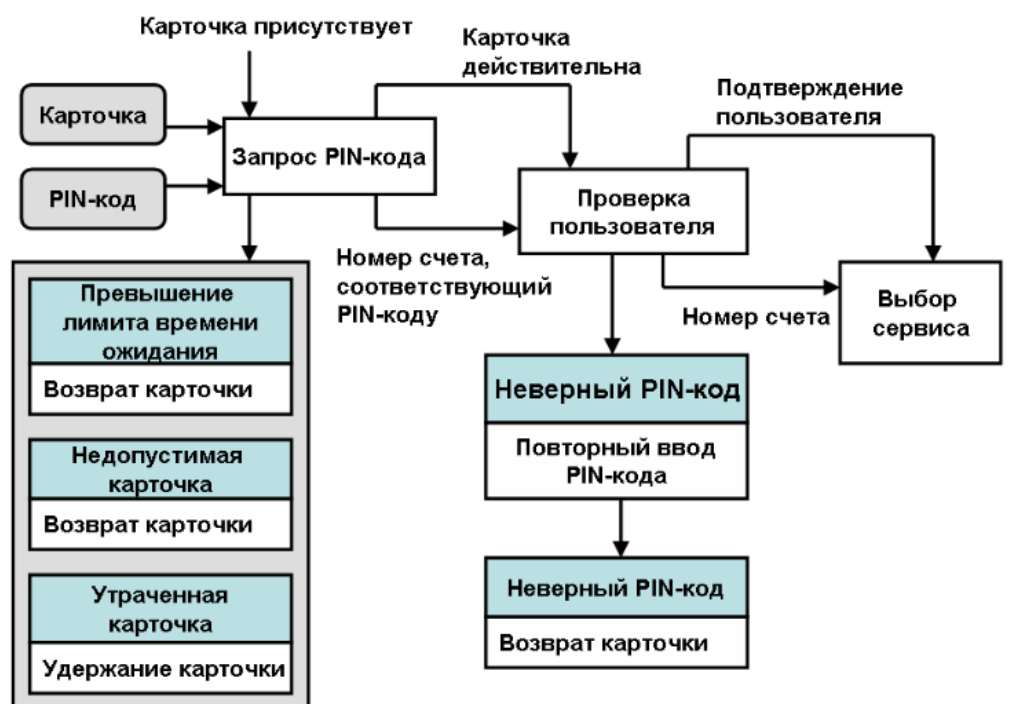 Карточка присутствует
Карточка
действительна
Подтверждение
пользователя
Карточка
Запрос PIN-кода
PIN-код
Проверка
пользователя
Номер счета,
соответствующий
PIN-коду
Номер счета
Выбор
сервиса
Превышение
лимита времени
ожидания
Возврат карточки
Недопустимая
карточка
Возврат карточки
Утраченная
карточка
Удержание карточки
Неверный PIN-код
Повторный ввод
PIN-кода
Неверный PIN-код
Возврат карточки